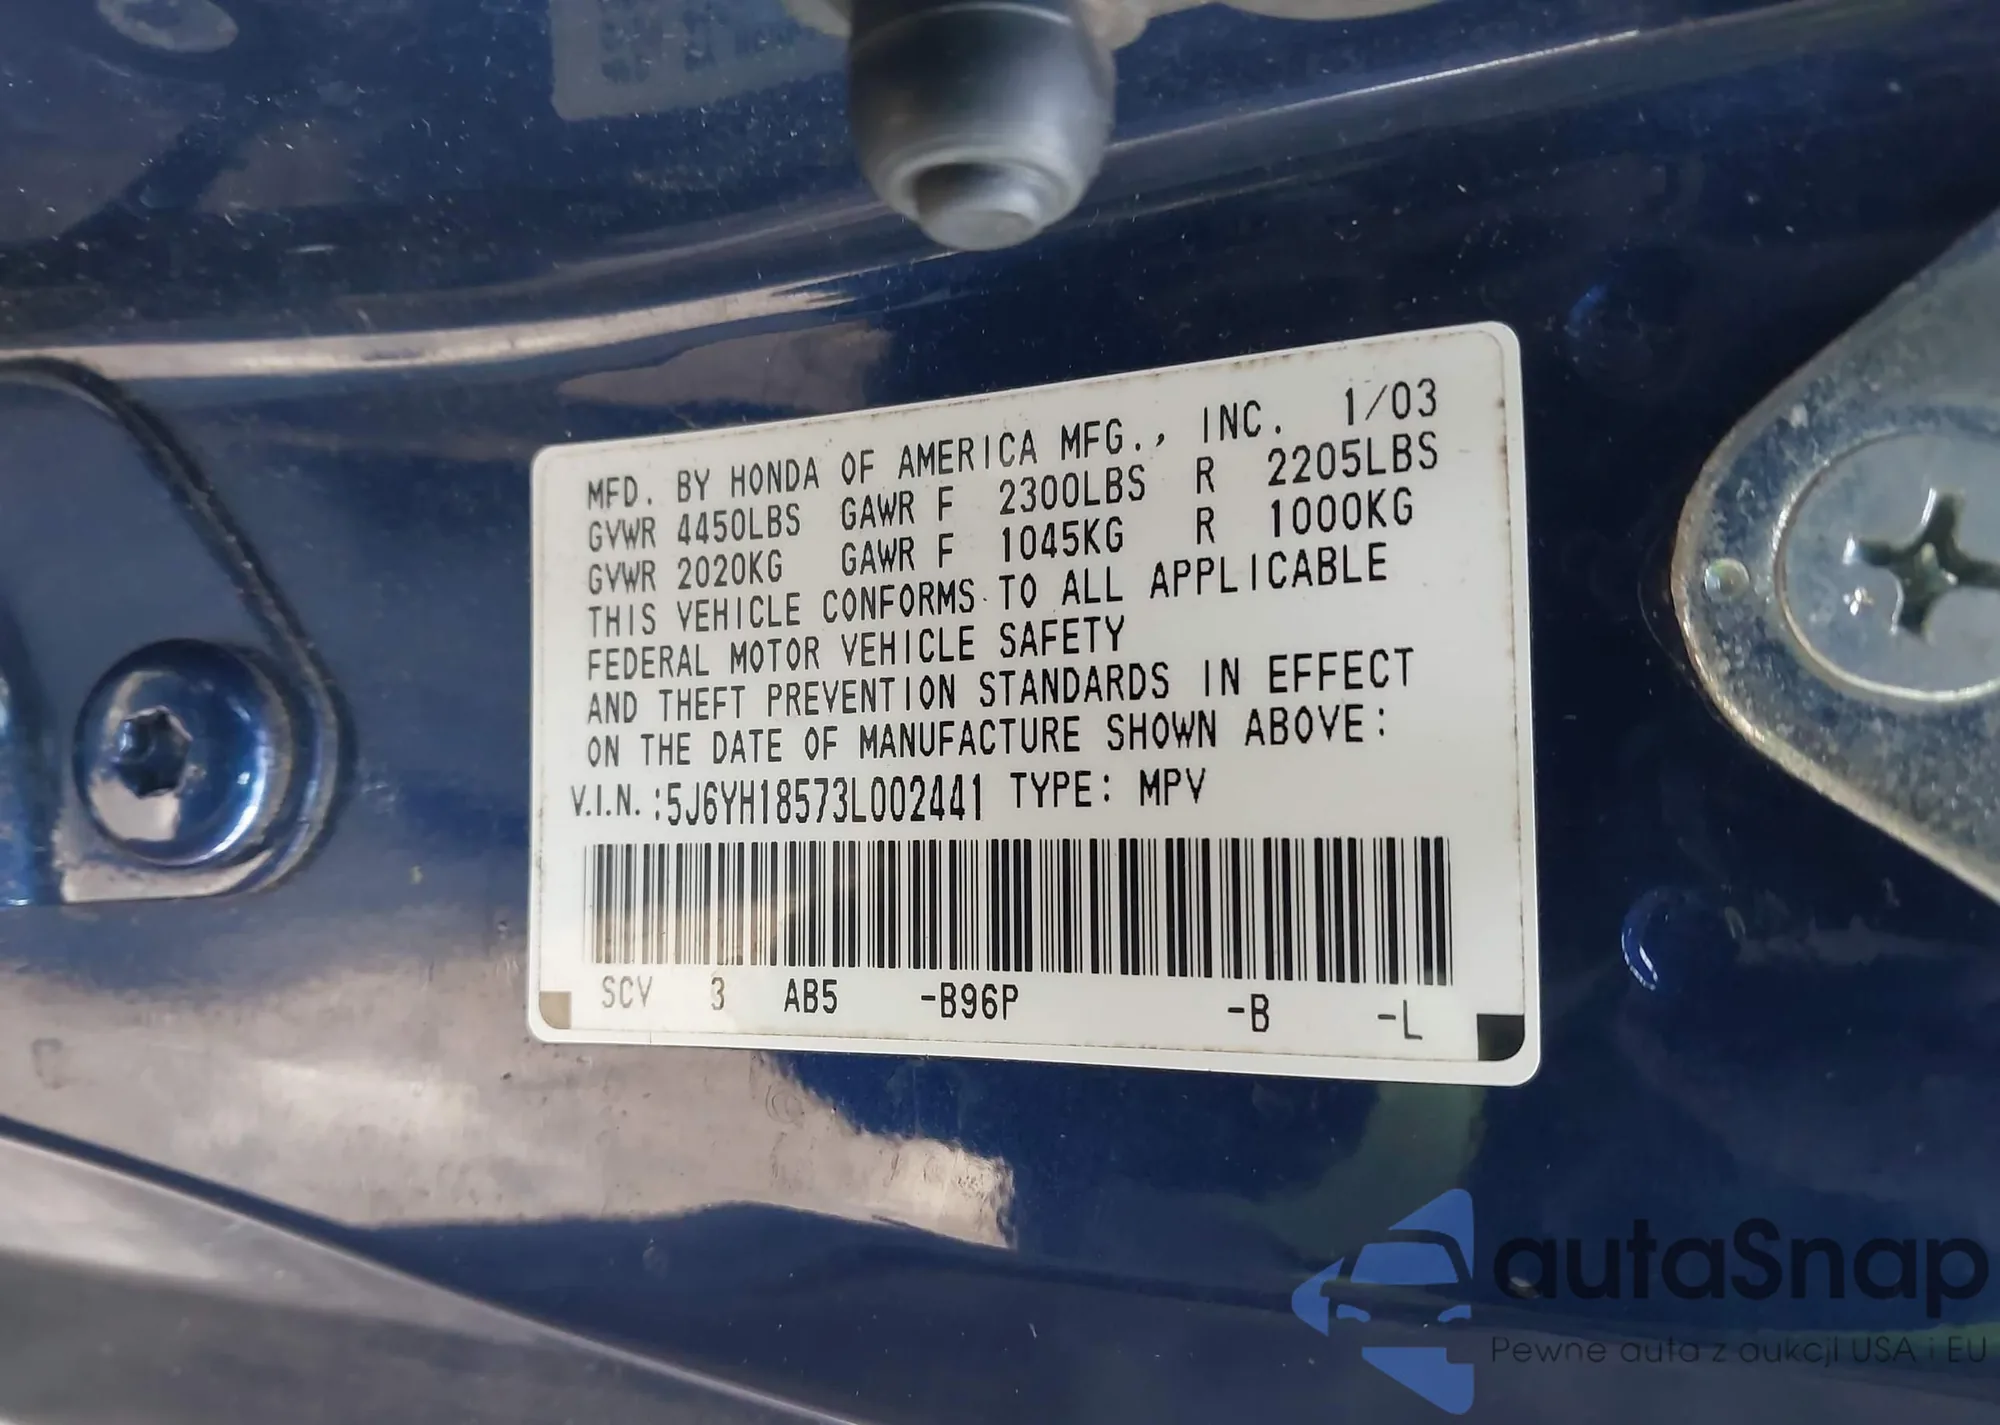 MFD. BY HONDA OF AMERICA MFG., INC. 1/03
GVWR 4450LBS GAWR F 2300LBS R 2205LBS
GVWR 2020KG GAWR F 1045KG R 1000KG
THIS VEHICLE CONFORMS TO ALL APPLICABLE
FEDERAL MOTOR VEHICLE SAFETY
AND THEFT PREVENTION STANDARDS IN EFFECT
ON THE DATE OF MANUFACTURE SHOWN ABOVE:
V.I.N.:5J6YH18573L002441 TYPE: MPV
SCV 3 AB5 -B96P -B -L
autaSnap
Pewne auta z aukcji USA i EU